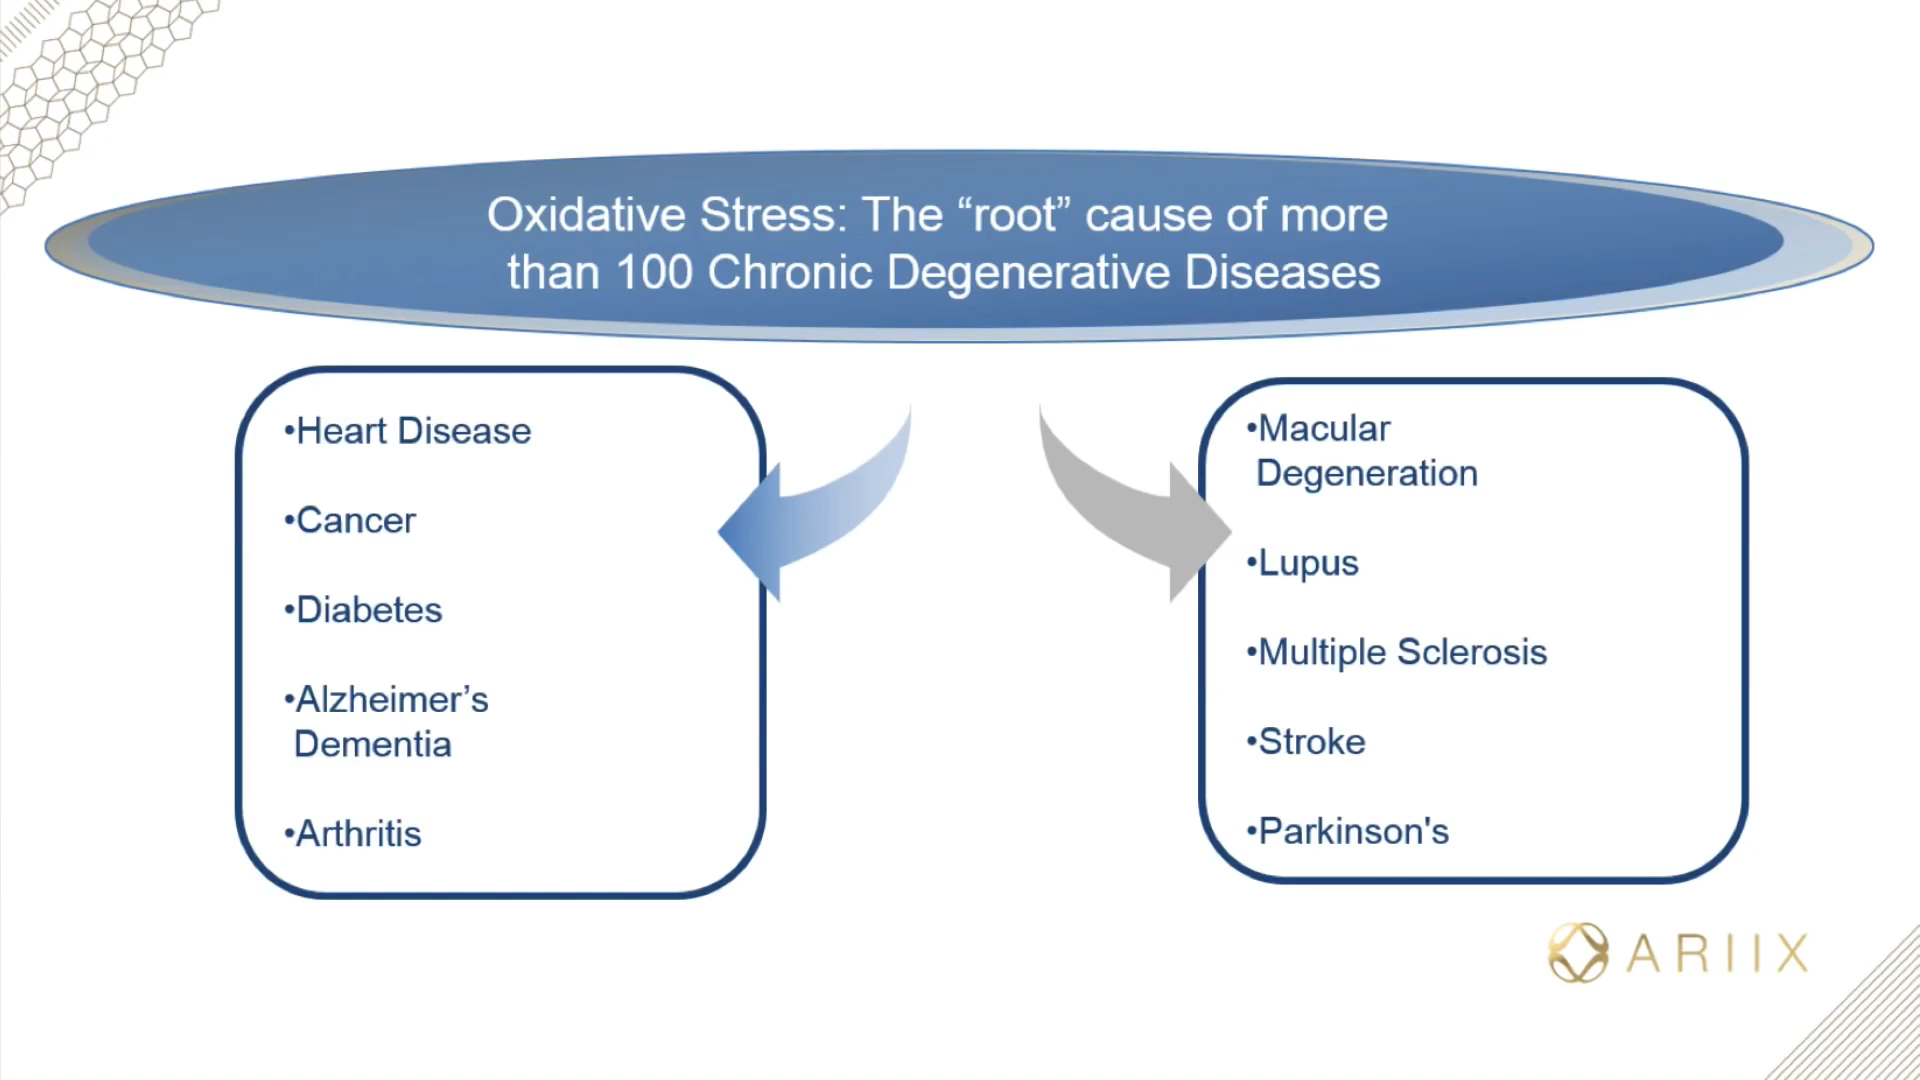 Oxidative Stress: The “root” cause of more
than 100 Chronic Degenerative Diseases
•Heart Disease
•Cancer
•Diabetes
•Alzheimer’s
Dementia
•Arthritis
•Macular
Degeneration
•Lupus
•Multiple Sclerosis
•Stroke
•Parkinson's
ARIIX